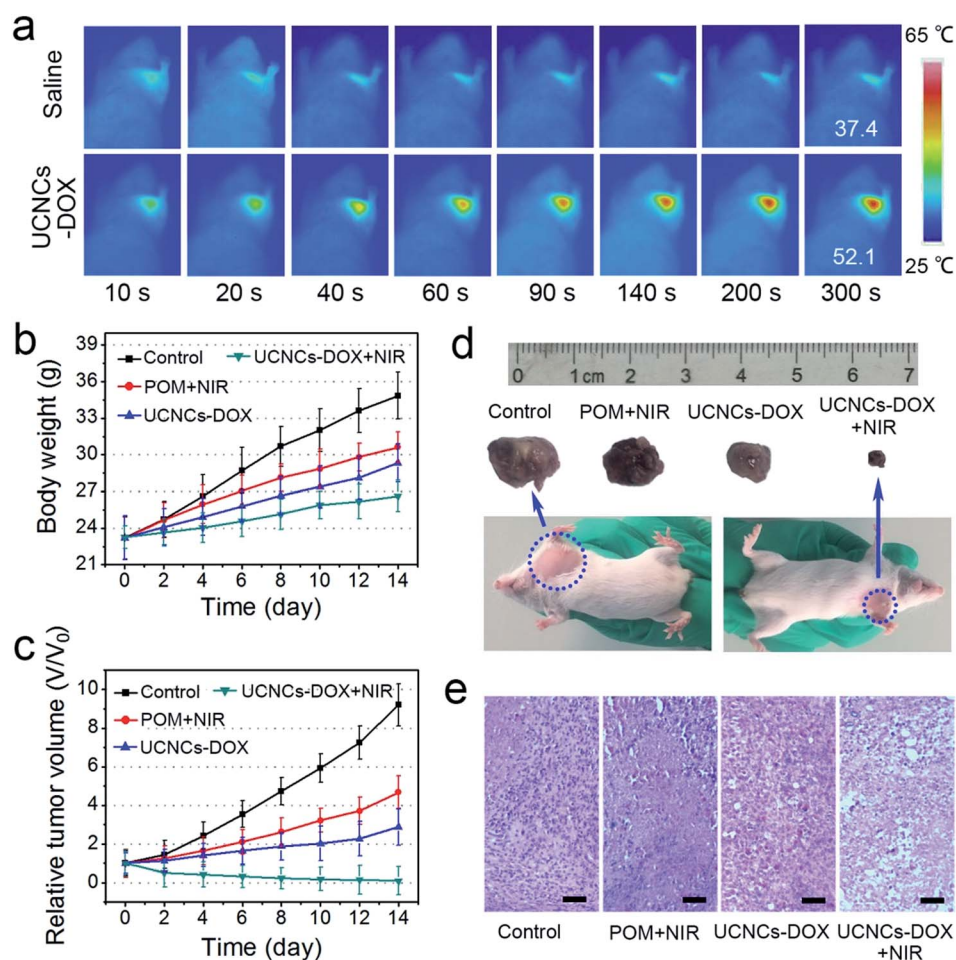 a
Saline
37.4
65 ℃
UCNCs
-DOX
52.1
25 ℃
10 s 20 s 40 s 60 s 90 s 140 s 200 s 300 s
b
Body weight (g)
39
36
33
30
27
24
21
Control
UCNCs-DOX+NIR
POM+NIR
UCNCs-DOX
0 2 4 6 8 10 12 14
Time (day)
c
Relative tumor volume (V/V0)
10
8
6
4
2
0
Control
UCNCs-DOX+NIR
POM+NIR
UCNCs-DOX
0 2 4 6 8 10 12 14
Time (day)
d
0 1 cm 2 3 4 5 6 7
Control POM+NIR UCNCs-DOX UCNCs-DOX
+NIR
e
Control POM+NIR UCNCs-DOX UCNCs-DOX
+NIR